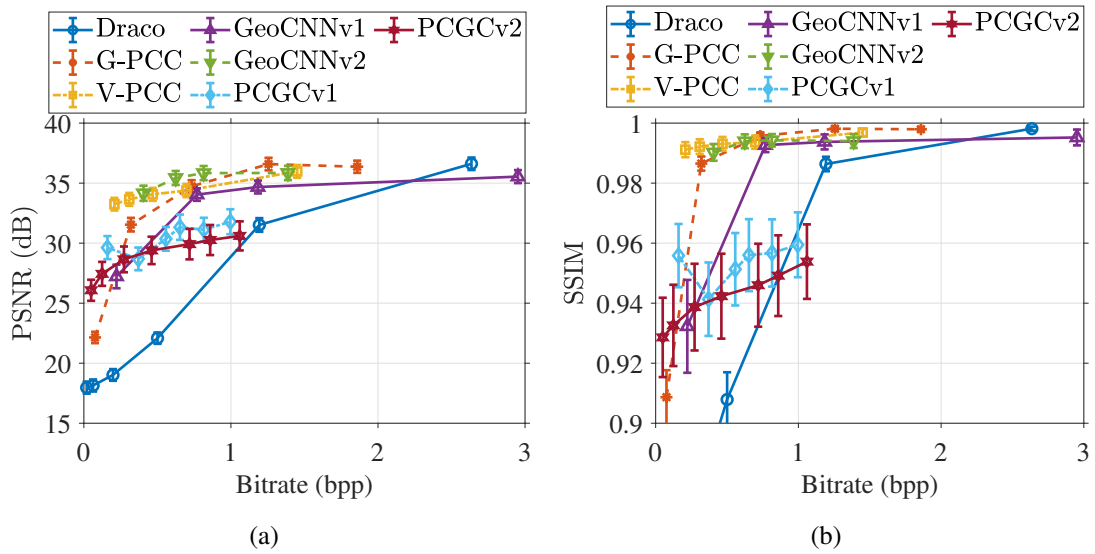 Draco GeoCNNv1 PCGCv2
G-PCC GeoCNNv2
V-PCC PCGCv1
40
35
30
25
20
15
PSNR (dB)
0 1 2 3
Bitrate (bpp)
(a)
Draco GeoCNNv1 PCGCv2
G-PCC GeoCNNv2
V-PCC PCGCv1
1
0.98
0.96
0.94
0.92
0.9
SSIM
0 1 2 3
Bitrate (bpp)
(b)